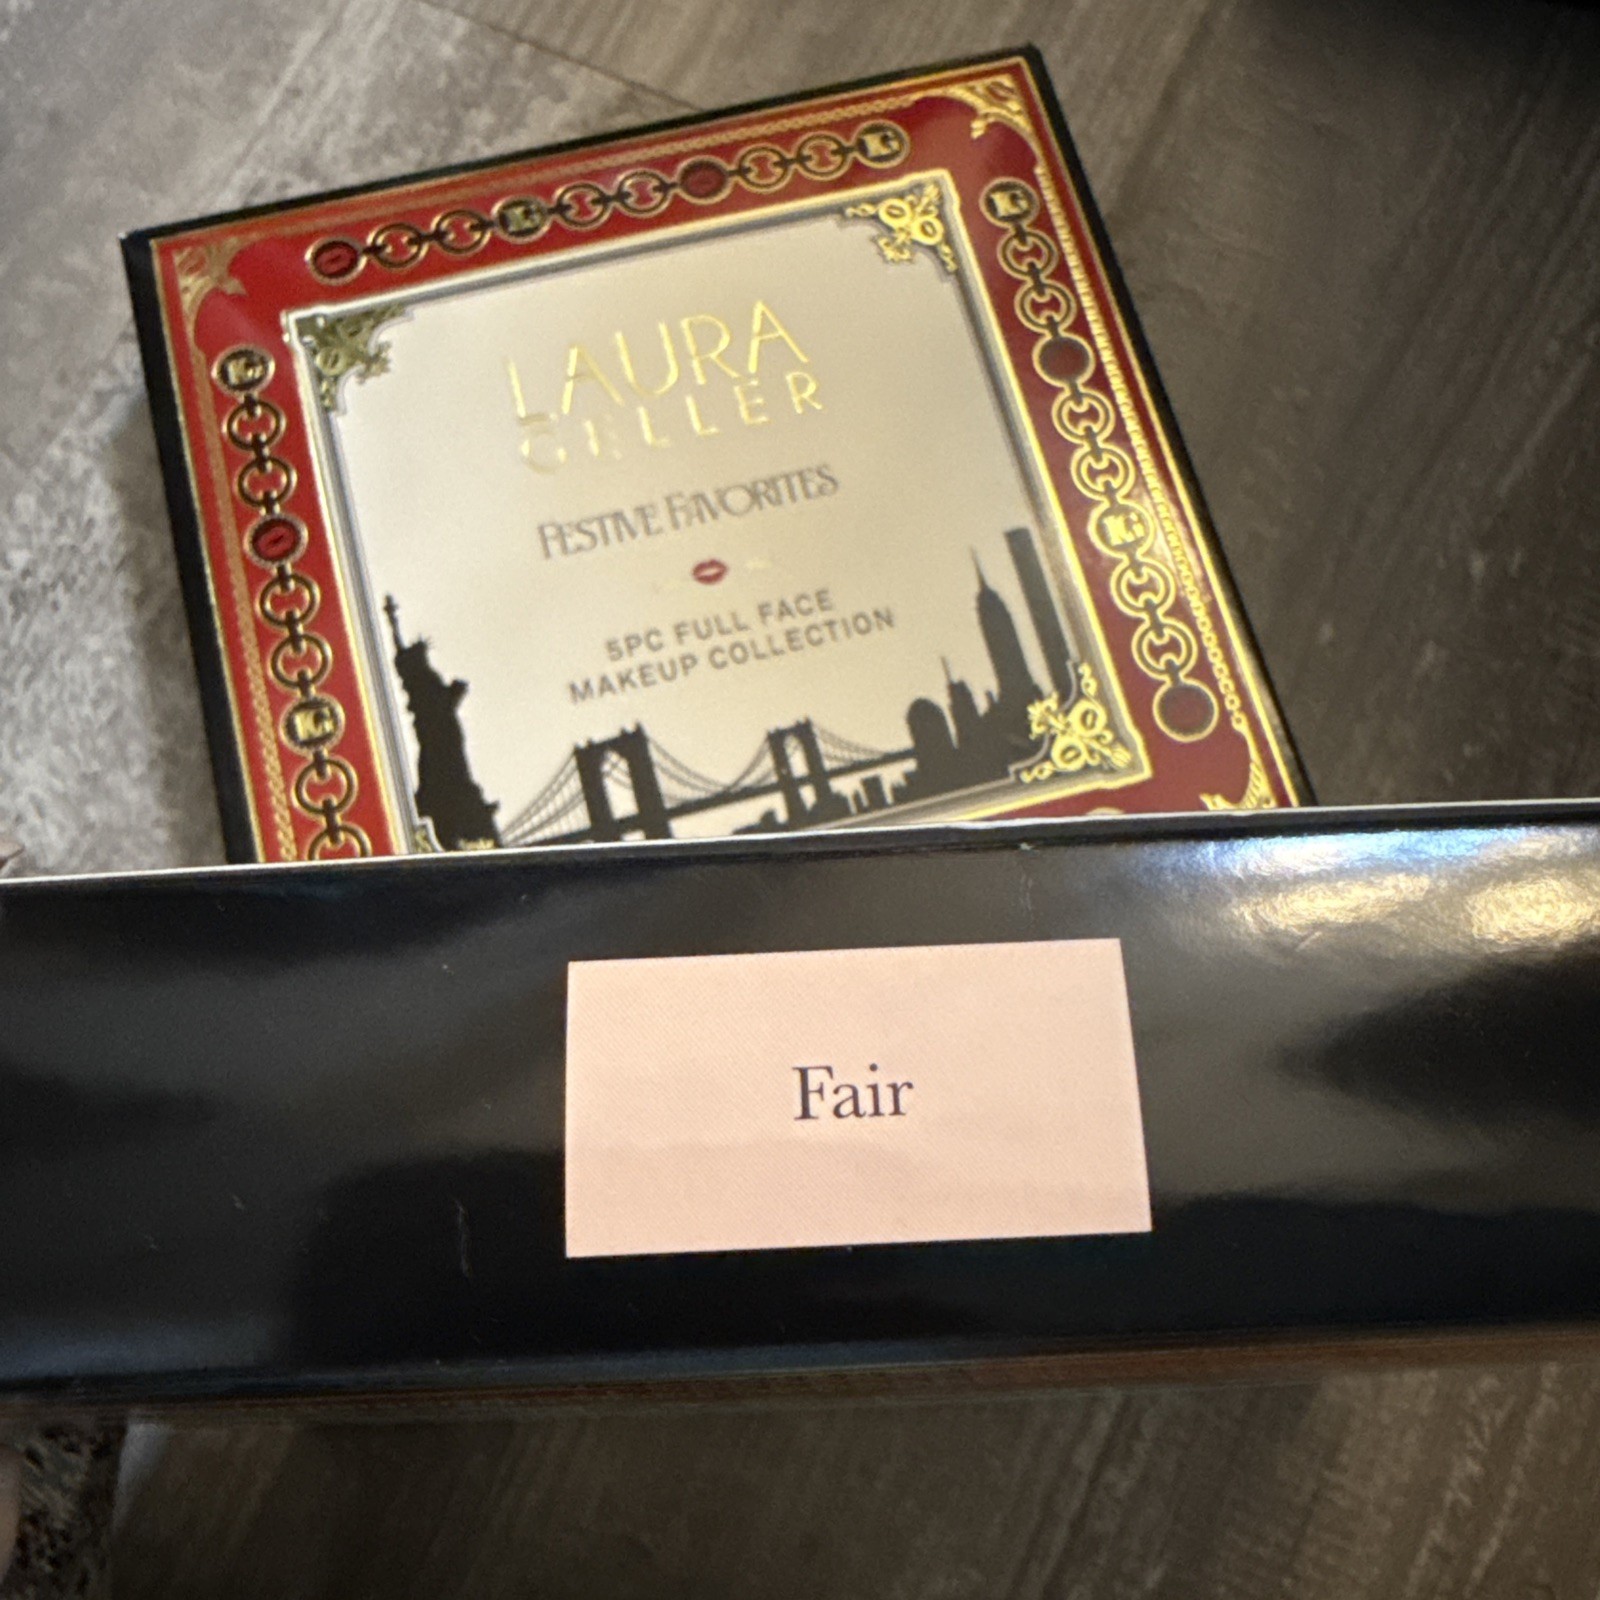 LAURA
GELLER
FESTIVE FAVORITES
5PC FULL FACE
MAKEUP COLLECTION
Fair